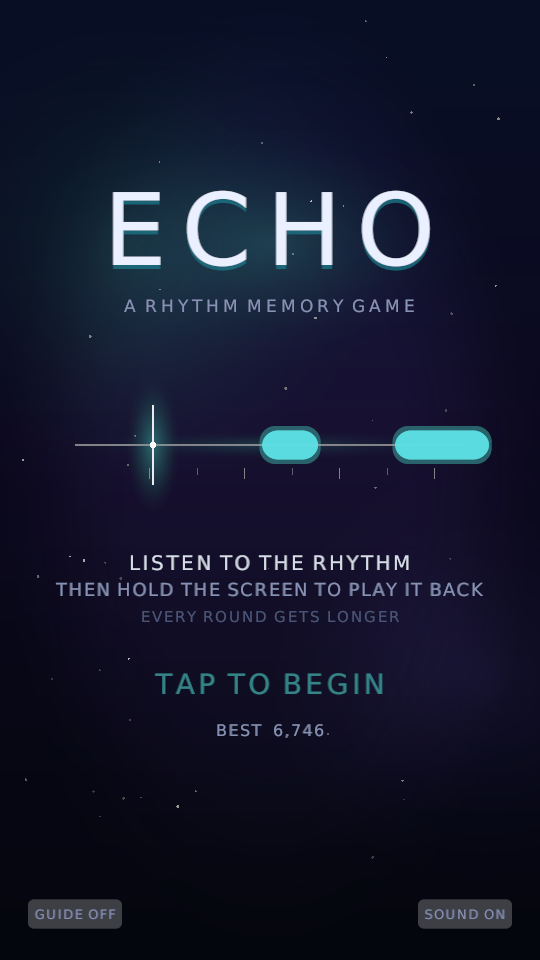 ECHO
A RHYTHM MEMORY GAME
LISTEN TO THE RHYTHM
THEN HOLD THE SCREEN TO PLAY IT BACK
EVERY ROUND GETS LONGER
TAP TO BEGIN
BEST 6,746
GUIDE OFF
SOUND ON